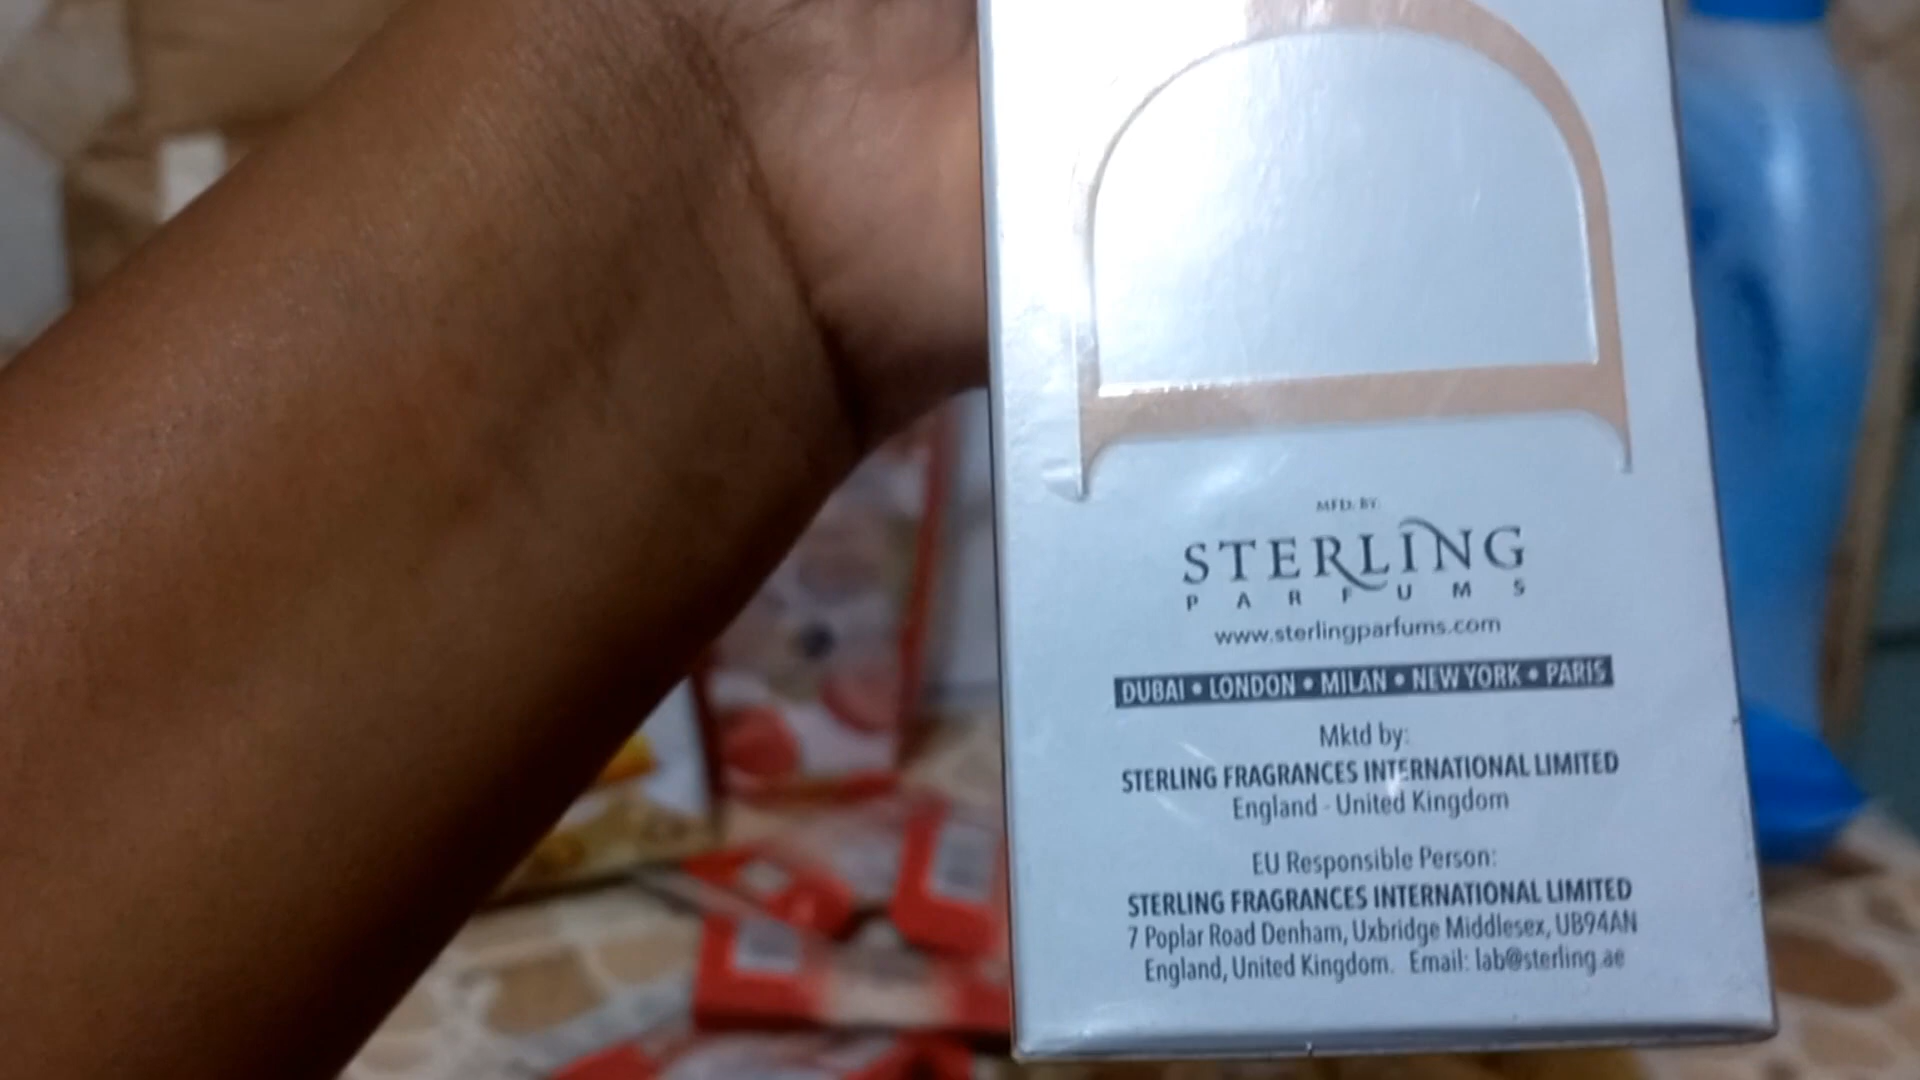 MFD. BY:
STERLING
PARFUMS
www.sterlingparfums.com
DUBAI • LONDON • MILAN • NEW YORK • PARIS
Mktd by:
STERLING FRAGRANCES INTERNATIONAL LIMITED
England - United Kingdom
EU Responsible Person:
STERLING FRAGRANCES INTERNATIONAL LIMITED
7 Poplar Road Denham, Uxbridge Middlesex, UB94AN
England, United Kingdom. Email: lab@sterling.ae